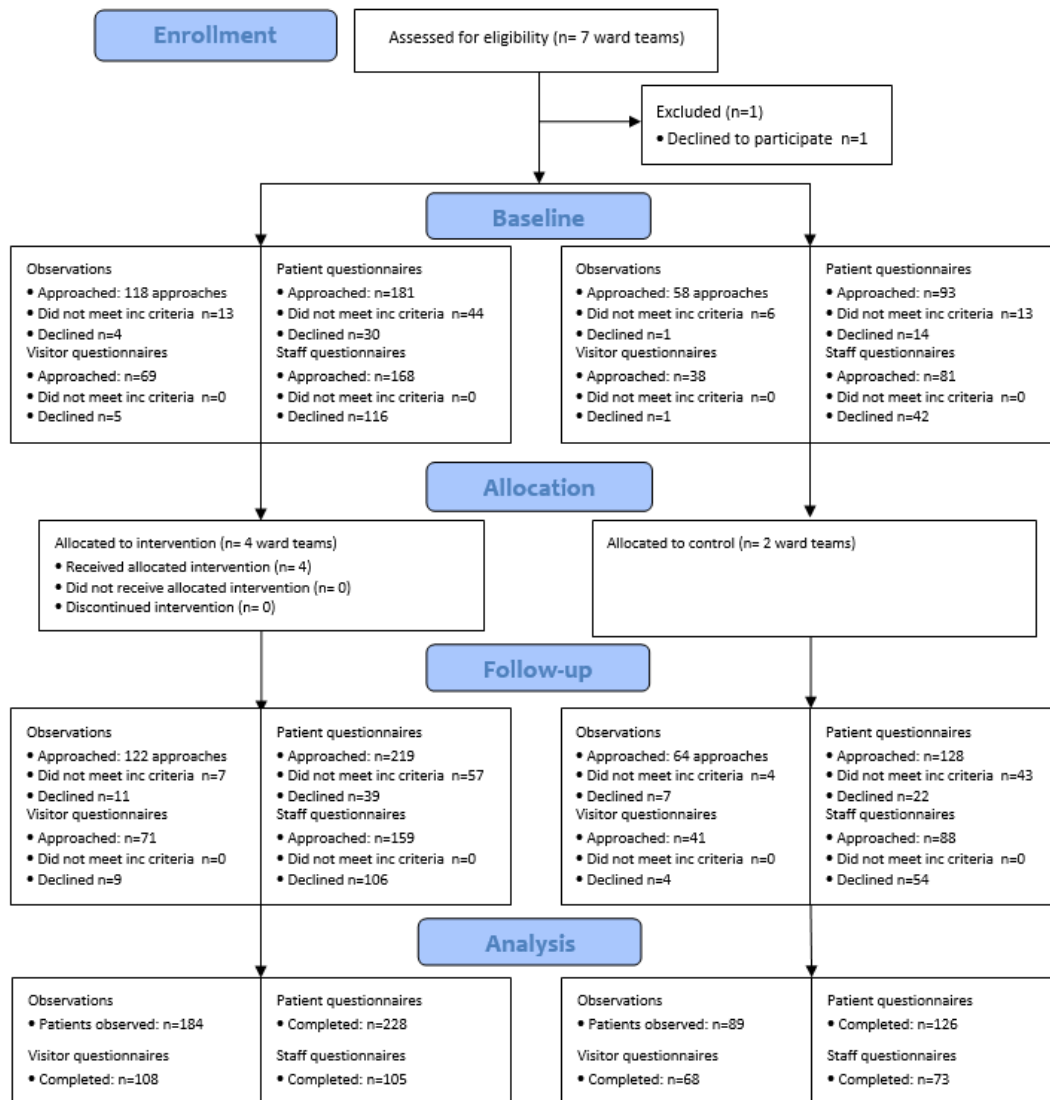 Enrollment
Assessed for eligibility (n= 7 ward teams)
Excluded (n=1)
• Declined to participate n=1
Baseline
Observations
• Approached: 118 approaches
• Did not meet inc criteria n=13
• Declined n=4
Visitor questionnaires
• Approached: n=69
• Did not meet inc criteria n=0
• Declined n=5
Patient questionnaires
• Approached: n=181
• Did not meet inc criteria n=44
• Declined n=30
Staff questionnaires
• Approached: n=168
• Did not meet inc criteria n=0
• Declined n=116
Observations
• Approached: 58 approaches
• Did not meet inc criteria n=6
• Declined n=1
Visitor questionnaires
• Approached: n=38
• Did not meet inc criteria n=0
• Declined n=1
Patient questionnaires
• Approached: n=93
• Did not meet inc criteria n=13
• Declined n=14
Staff questionnaires
• Approached: n=81
• Did not meet inc criteria n=0
• Declined n=42
Allocation
Allocated to intervention (n= 4 ward teams)
• Received allocated intervention (n= 4)
• Did not receive allocated intervention (n= 0)
• Discontinued intervention (n= 0)
Allocated to control (n= 2 ward teams)
Follow-up
Observations
• Approached: 122 approaches
• Did not meet inc criteria n=7
• Declined n=11
Visitor questionnaires
• Approached: n=71
• Did not meet inc criteria n=0
• Declined n=9
Patient questionnaires
• Approached: n=219
• Did not meet inc criteria n=57
• Declined n=39
Staff questionnaires
• Approached: n=159
• Did not meet inc criteria n=0
• Declined n=106
Observations
• Approached: 64 approaches
• Did not meet inc criteria n=4
• Declined n=7
Visitor questionnaires
• Approached: n=41
• Did not meet inc criteria n=0
• Declined n=4
Patient questionnaires
• Approached: n=128
• Did not meet inc criteria n=43
• Declined n=22
Staff questionnaires
• Approached: n=88
• Did not meet inc criteria n=0
• Declined n=54
Analysis
Observations
• Patients observed: n=184
Visitor questionnaires
• Completed: n=108
Patient questionnaires
• Completed: n=228
Staff questionnaires
• Completed: n=105
Observations
• Patients observed: n=89
Visitor questionnaires
• Completed: n=68
Patient questionnaires
• Completed: n=126
Staff questionnaires
• Completed: n=73